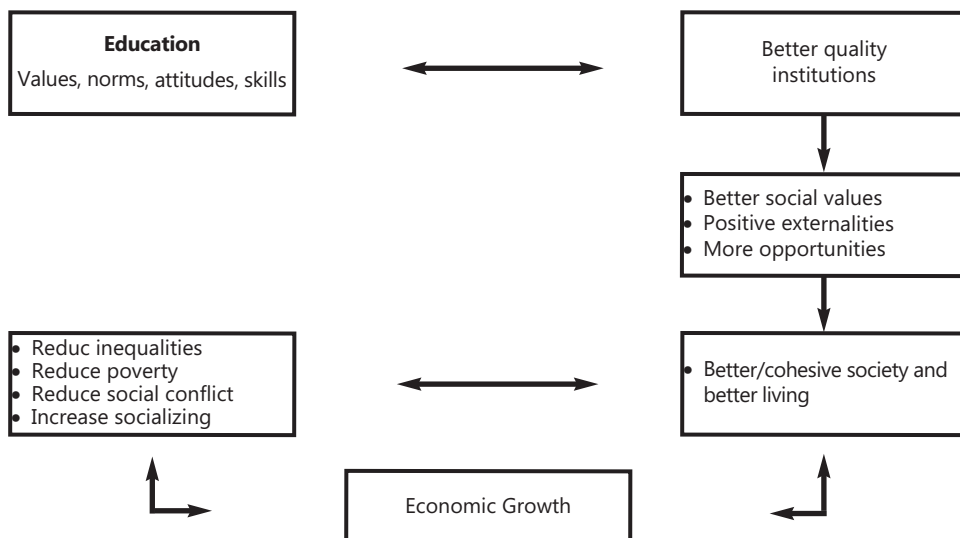 Education
Values, norms, attitudes, skills
Better quality
institutions
• Better social values
• Positive externalities
• More opportunities
• Reduc inequalities
• Reduce poverty
• Reduce social conflict
• Increase socializing
• Better/cohesive society and
better living
Economic Growth